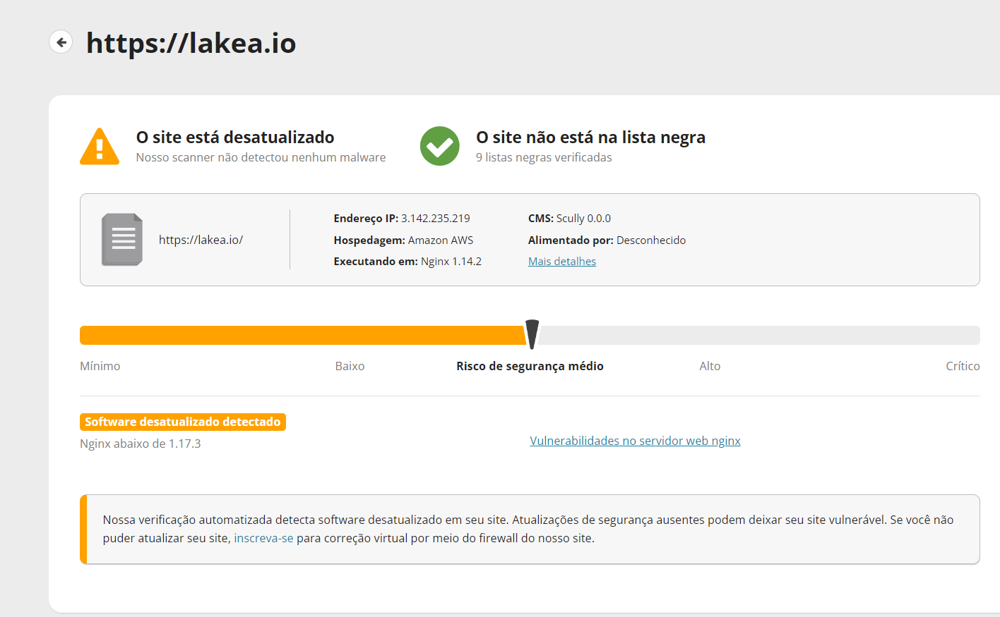 https://lakea.io
O site está desatualizado
Nosso scanner não detectou nenhum malware
O site não está na lista negra
9 listas negras verificadas
https://lakea.io/
Endereço IP: 3.142.235.219
Hospedagem: Amazon AWS
Executando em: Nginx 1.14.2
CMS: Scully 0.0.0
Alimentado por: Desconhecido
Mais detalhes
Mínimo Baixo Risco de segurança médio Alto Crítico
Software desatualizado detectado
Nginx abaixo de 1.17.3
Vulnerabilidades no servidor web nginx
Nossa verificação automatizada detecta software desatualizado em seu site. Atualizações de segurança ausentes podem deixar seu site vulnerável. Se você não
puder atualizar seu site, inscreva-se para correção virtual por meio do firewall do nosso site.